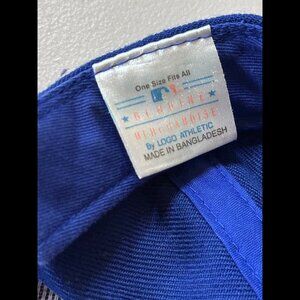 One Size Fits All
GENUINE
MERCHANDISE
By LOGO ATHLETIC
MADE IN BANGLADESH